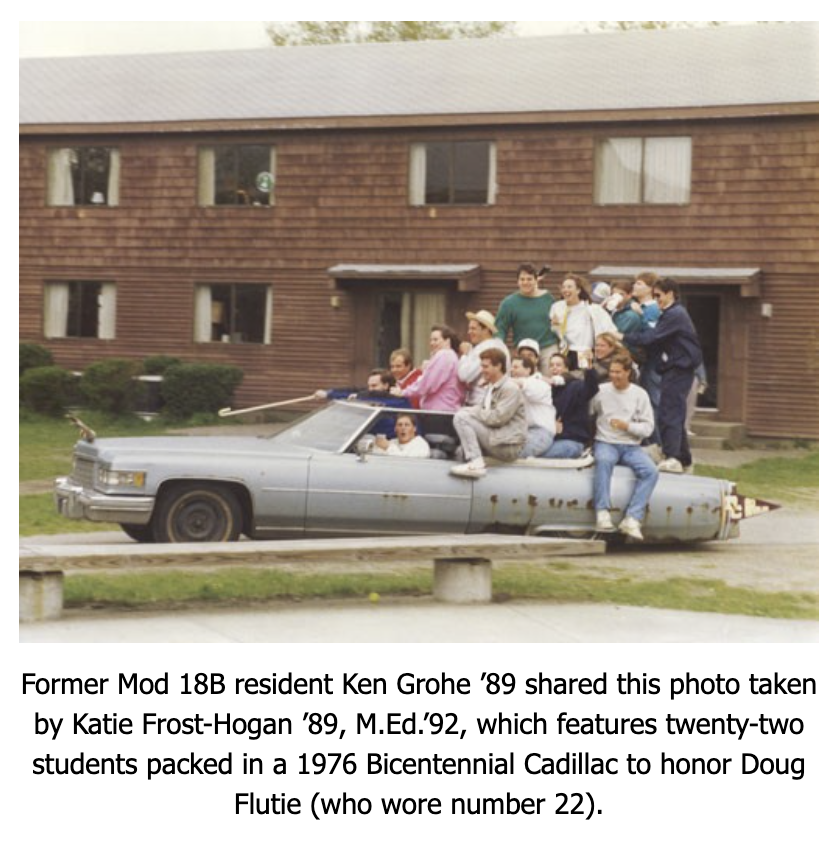 Former Mod 18B resident Ken Grohe ’89 shared this photo taken
by Katie Frost-Hogan ’89, M.Ed.’92, which features twenty-two
students packed in a 1976 Bicentennial Cadillac to honor Doug
Flutie (who wore number 22).